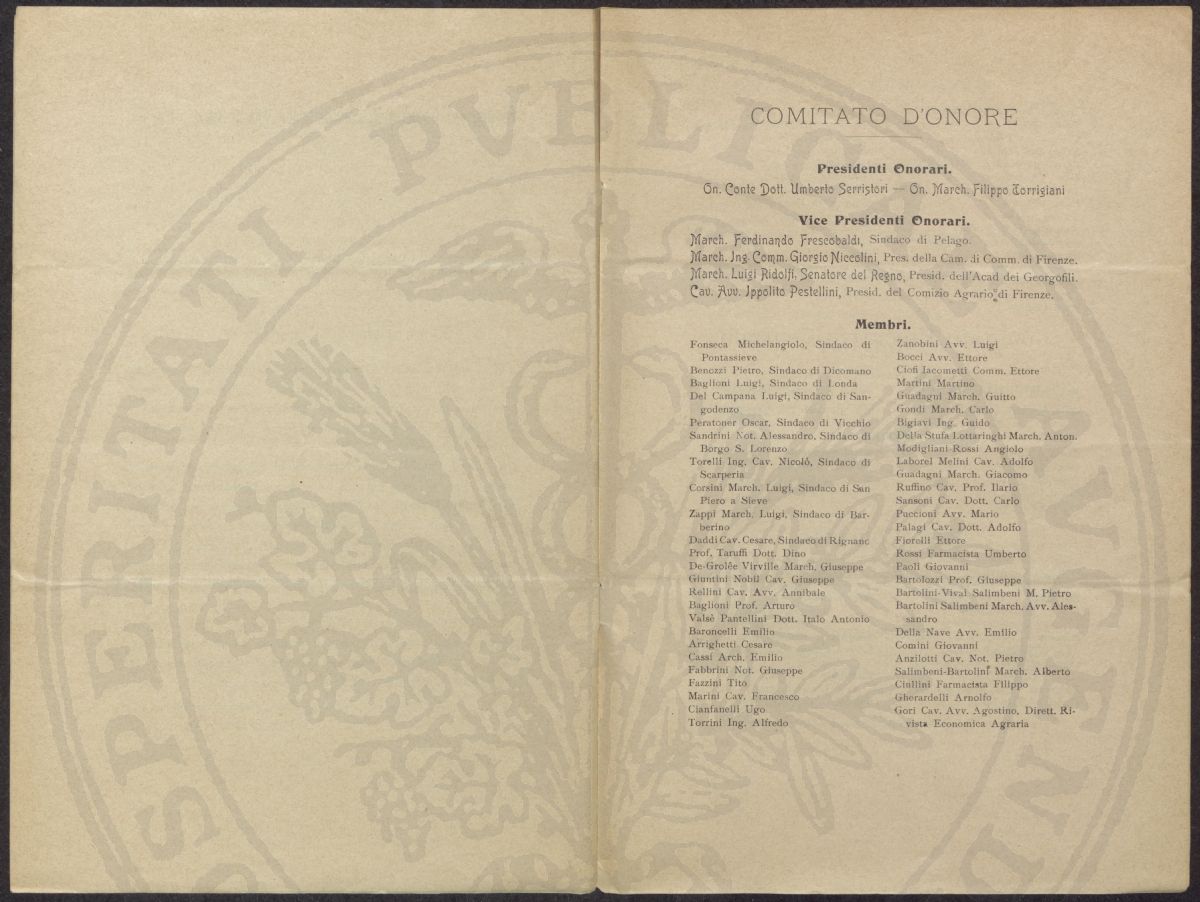 PROSPERITATI PVBLICAE AVGENDAE
COMITATO D'ONORE
Presidenti Onorari.
On. Conte Dott. Umberto Serristori — On. March. Filippo Torrigiani
Vice Presidenti Onorari.
March. Ferdinando Frescobaldi, Sindaco di Pelago.
March. Ing. Comm. Giorgio Niccolini, Pres. della Cam. di Comm. di Firenze.
March. Luigi Ridolfi, Senatore del Regno, Presid. dell'Acad dei Georgofili.
Cav. Avv. Ippolito Pestellini, Presid. del Comizio Agrario di Firenze.
Membri.
Fonseca Michelangiolo, Sindaco di
Pontassieve
Benozzi Pietro, Sindaco di Dicomano
Baglioni Luigi, Sindaco di Londa
Del Campana Luigi, Sindaco di San-
godenzo
Peratoner Oscar, Sindaco di Vicchio
Sandrini Not. Alessandro, Sindaco di
Borgo S. Lorenzo
Torelli Ing. Cav. Nicolò, Sindaco di
Scarperia
Corsini March. Luigi, Sindaco di San
Piero a Sieve
Zappi March. Luigi, Sindaco di Bar-
berino
Daddi Cav. Cesare, Sindaco di Rignano
Prof. Taruffi Dott. Dino
De-Grolée Virville March. Giuseppe
Giuntini Nobil Cav. Giuseppe
Rellini Cav. Avv. Annibale
Baglioni Prof. Arturo
Valsè Pantellini Dott. Italo Antonio
Baroncelli Emilio
Arrighetti Cesare
Cassi Arch. Emilio
Fabbrini Not. Giuseppe
Fazzini Tito
Marini Cav. Francesco
Cianfanelli Ugo
Torrini Ing. Alfredo
Zanobini Avv. Luigi
Bocci Avv. Ettore
Ciofi Iacometti Comm. Ettore
Martini Martino
Guadagni March. Guitto
Gondi March. Carlo
Bigiavi Ing. Guido
Della Stufa Lottaringhi March. Anton.
Modigliani Rossi Angiolo
Laborel Melini Cav. Adolfo
Guadagni March. Giacomo
Ruffino Cav. Prof. Ilario
Sansoni Cav. Dott. Carlo
Puccioni Avv. Mario
Palagi Cav. Dott. Adolfo
Fiorelli Ettore
Rossi Farmacista Umberto
Paoli Giovanni
Bartolozzi Prof. Giuseppe
Bartolini-Vivai Salimbeni M. Pietro
Bartolini Salimbeni March. Avv. Ales-
sandro
Della Nave Avv. Emilio
Comini Giovanni
Anzilotti Cav. Not. Pietro
Salimbeni-Bartolini March. Alberto
Ciullini Farmacista Filippo
Gherardelli Arnolfo
Gori Cav. Avv. Agostino, Dirett. Ri-
vista Economica Agraria